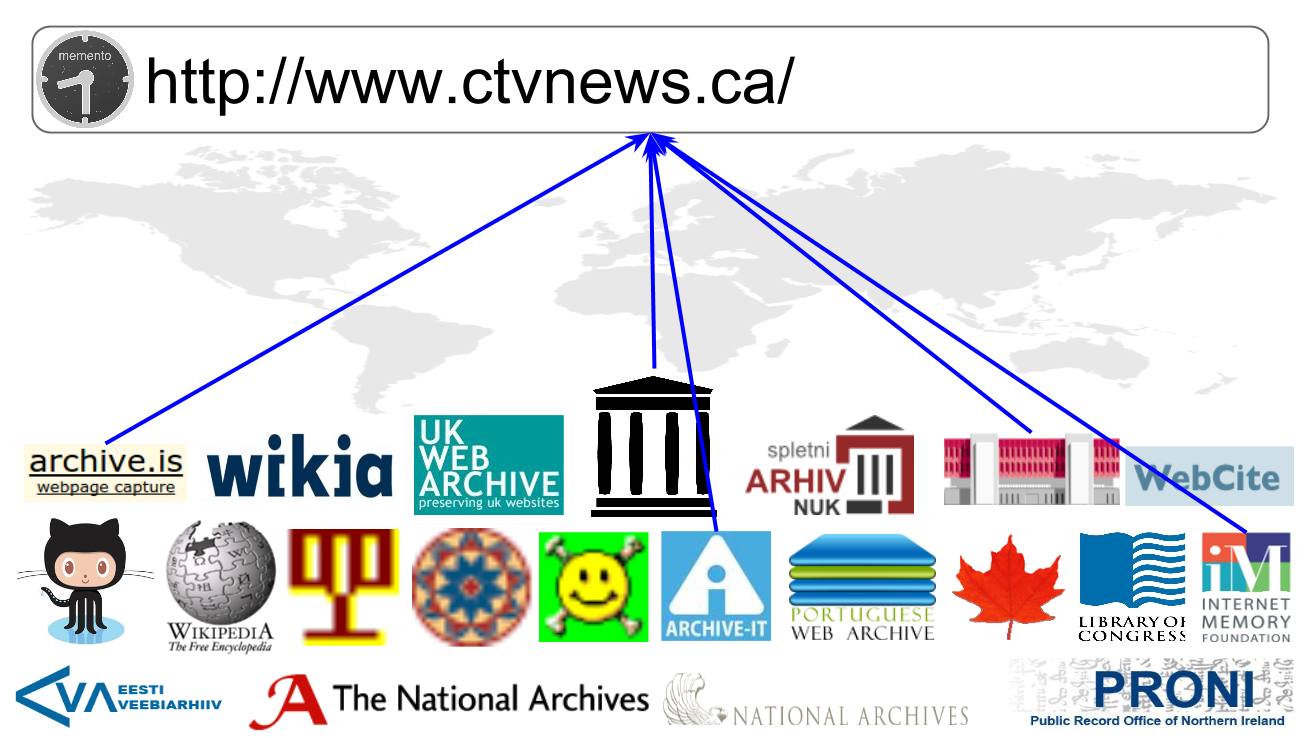 memento
http://www.ctvnews.ca/
archive.is
webpage capture
wikia
UK
WEB
ARCHIVE
preserving uk websites
spletni
ARHIV
NUK
WebCite
WIKIPEDIA
The Free Encyclopedia
ARCHIVE-IT
PORTUGUESE
WEB ARCHIVE
LIBRARY OF
CONGRESS
iM
INTERNET
MEMORY
FOUNDATION
EESTI
VEEBIARHIIV
The National Archives
NATIONAL ARCHIVES
PRONI
Public Record Office of Northern Ireland